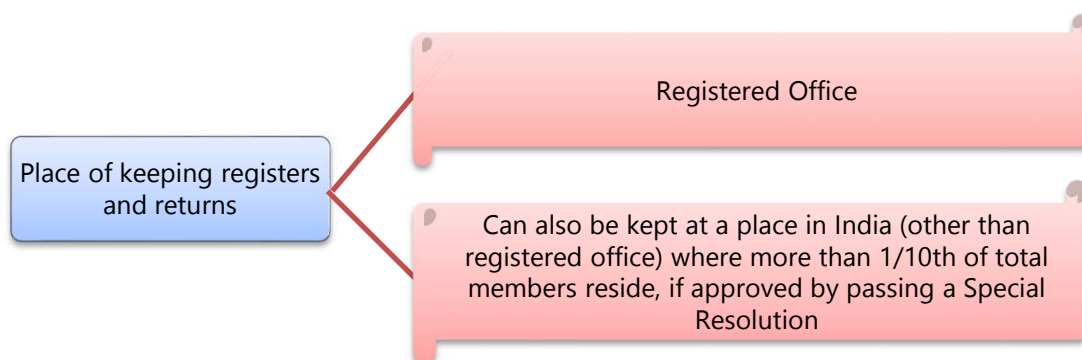 Registered Office
Place of keeping registers
and returns
Can also be kept at a place in India (other than
registered office) where more than 1/10th of total
members reside, if approved by passing a Special
Resolution